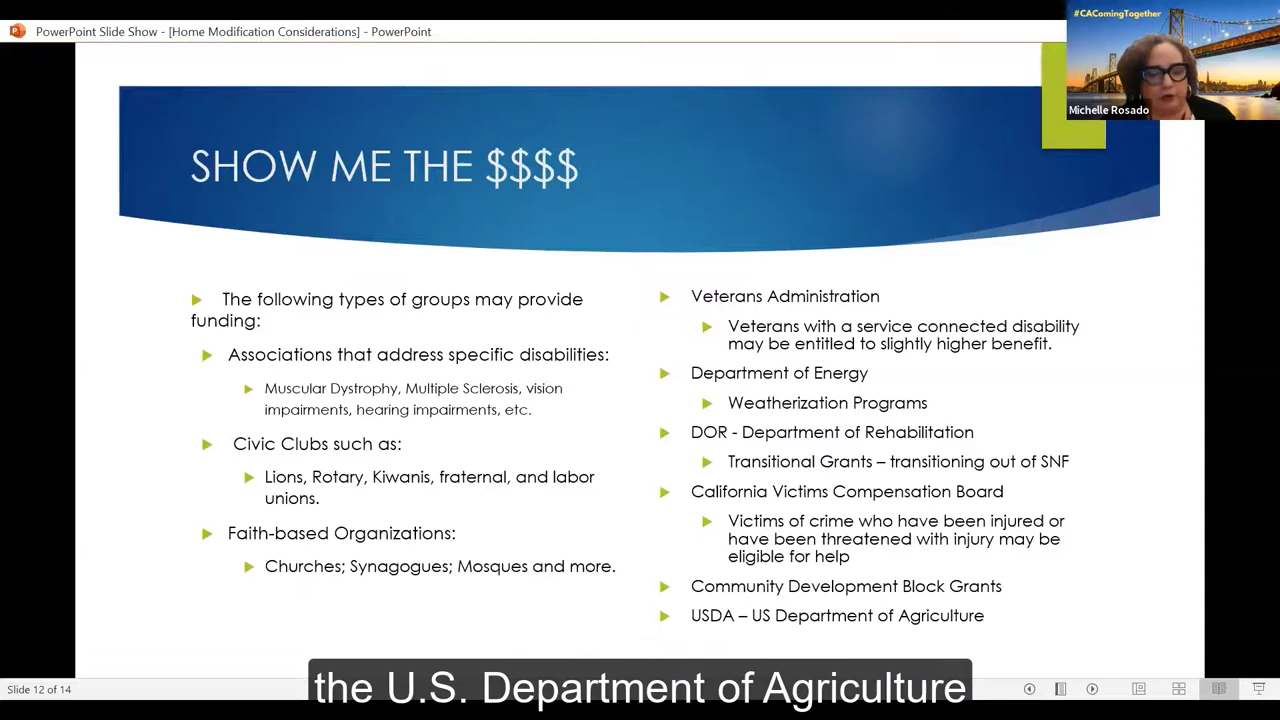 PowerPoint Slide Show - [Home Modification Considerations] - PowerPoint
#CAComingTogether
Michelle Rosado
SHOW ME THE $$$$
The following types of groups may provide
funding:
Associations that address specific disabilities:
Muscular Dystrophy, Multiple Sclerosis, vision
impairments, hearing impairments, etc.
Civic Clubs such as:
Lions, Rotary, Kiwanis, fraternal, and labor
unions.
Faith-based Organizations:
Churches; Synagogues; Mosques and more.
Veterans Administration
Veterans with a service connected disability
may be entitled to slightly higher benefit.
Department of Energy
Weatherization Programs
DOR - Department of Rehabilitation
Transitional Grants – transitioning out of SNF
California Victims Compensation Board
Victims of crime who have been injured or
have been threatened with injury may be
eligible for help
Community Development Block Grants
USDA – US Department of Agriculture
the U.S. Department of Agriculture
Slide 12 of 14